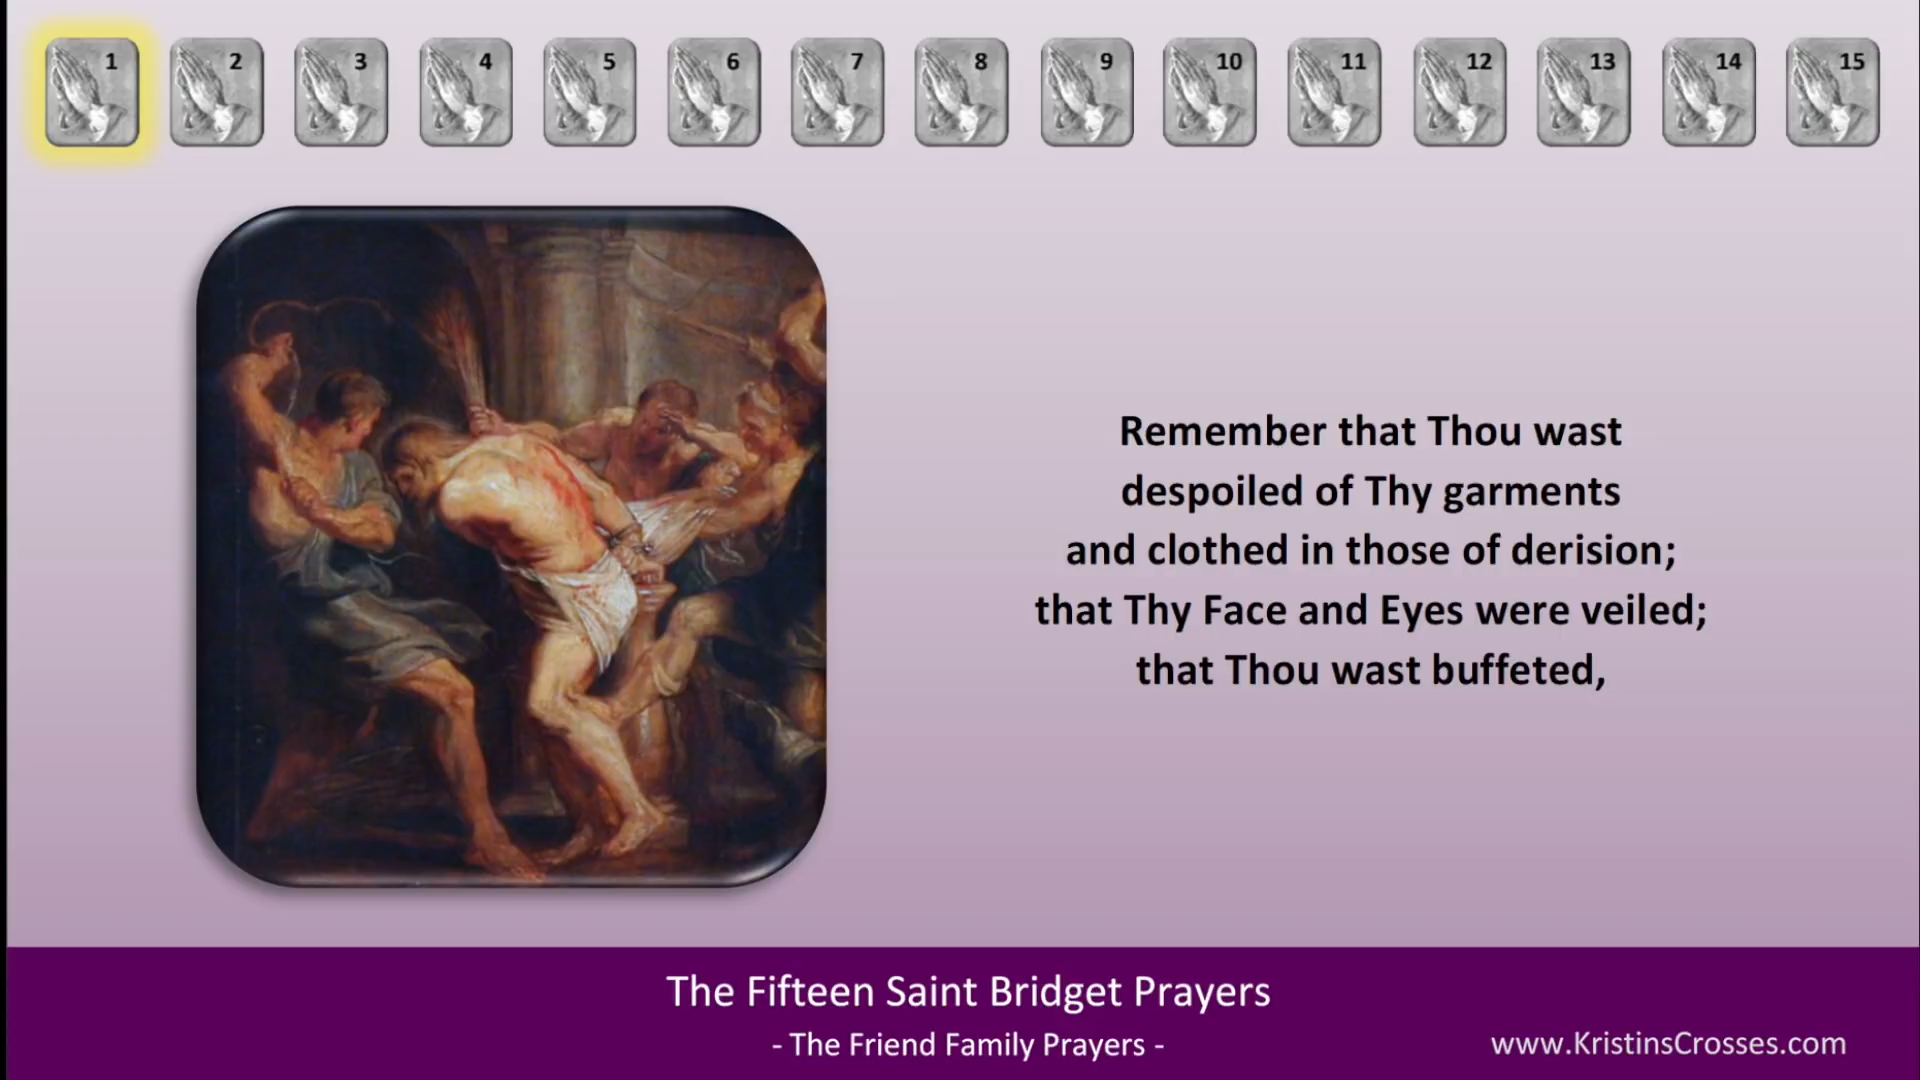 1 2 3 4 5 6 7 8 9 10 11 12 13 14 15
Remember that Thou wast
despoiled of Thy garments
and clothed in those of derision;
that Thy Face and Eyes were veiled;
that Thou wast buffeted,
The Fifteen Saint Bridget Prayers
- The Friend Family Prayers -
www.KristinsCrosses.com